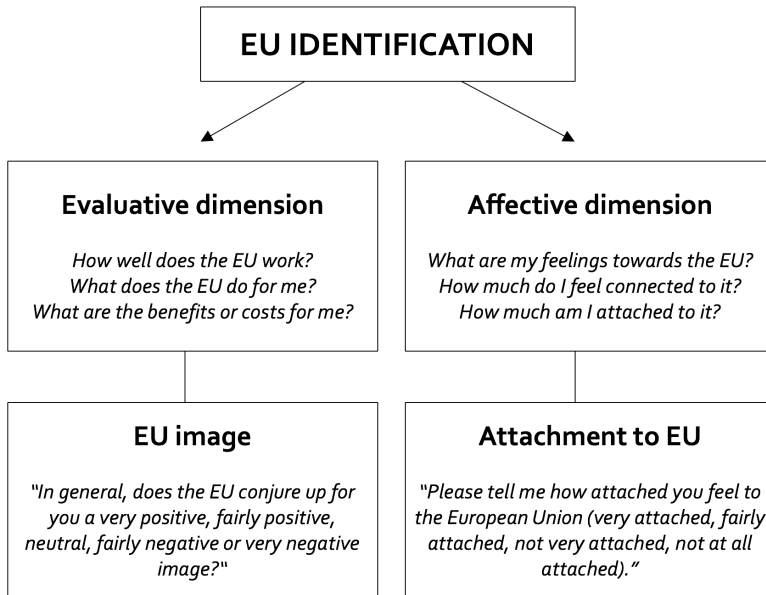 EU IDENTIFICATION
Evaluative dimension
How well does the EU work?
What does the EU do for me?
What are the benefits or costs for me?
Affective dimension
What are my feelings towards the EU?
How much do I feel connected to it?
How much am I attached to it?
EU image
“In general, does the EU conjure up for
you a very positive, fairly positive,
neutral, fairly negative or very negative
image?“
Attachment to EU
“Please tell me how attached you feel to
the European Union (very attached, fairly
attached, not very attached, not at all
attached).”